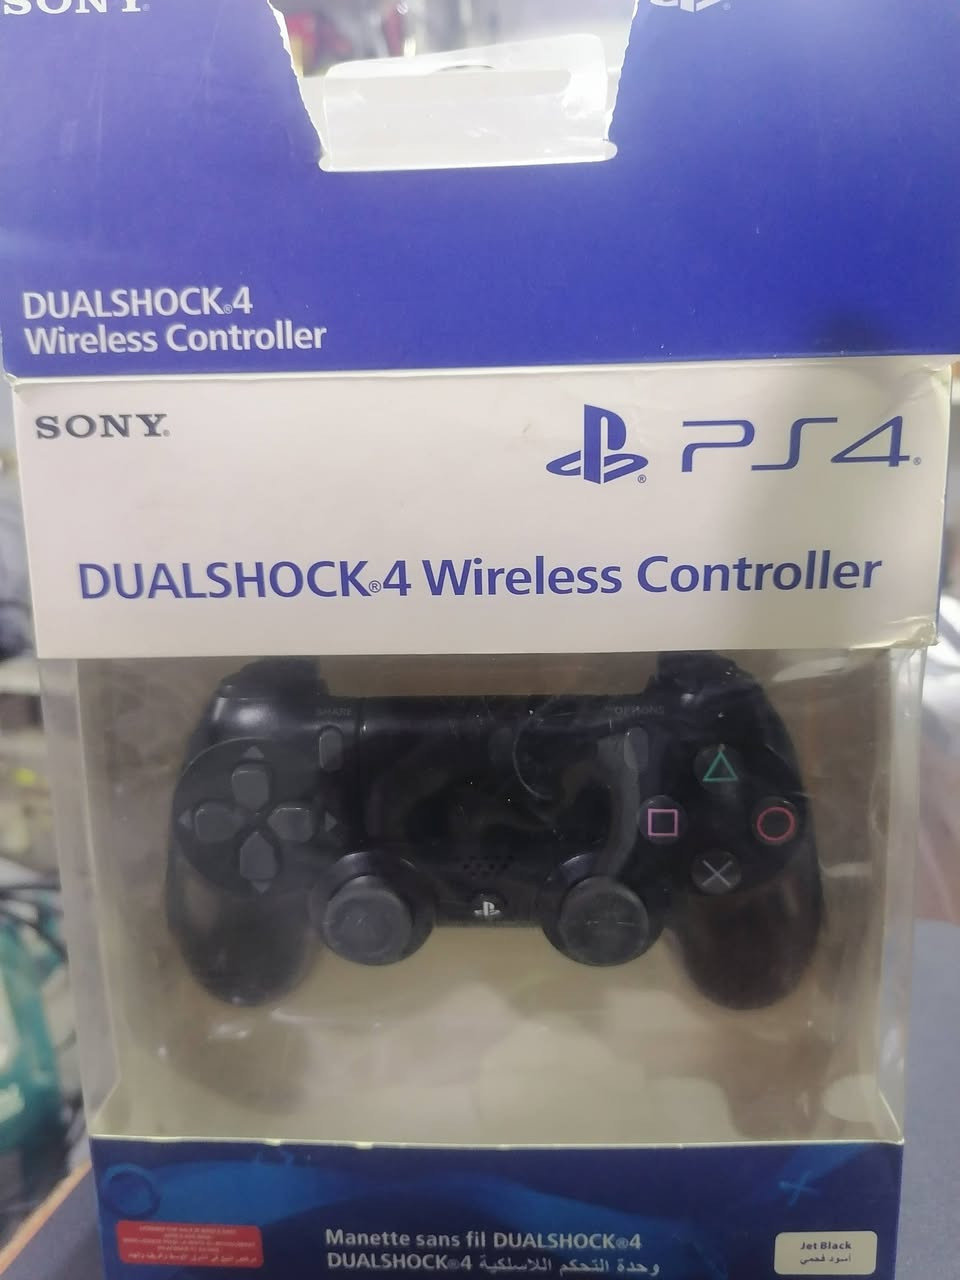 SONY
DUALSHOCK®4
Wireless Controller
SONY®
PS4®
DUALSHOCK®4 Wireless Controller
SHARE
OPTIONS
Manette sans fil DUALSHOCK®4
وحدة التحكم اللاسلكية DUALSHOCK®4
Jet Black
أسود فحمي